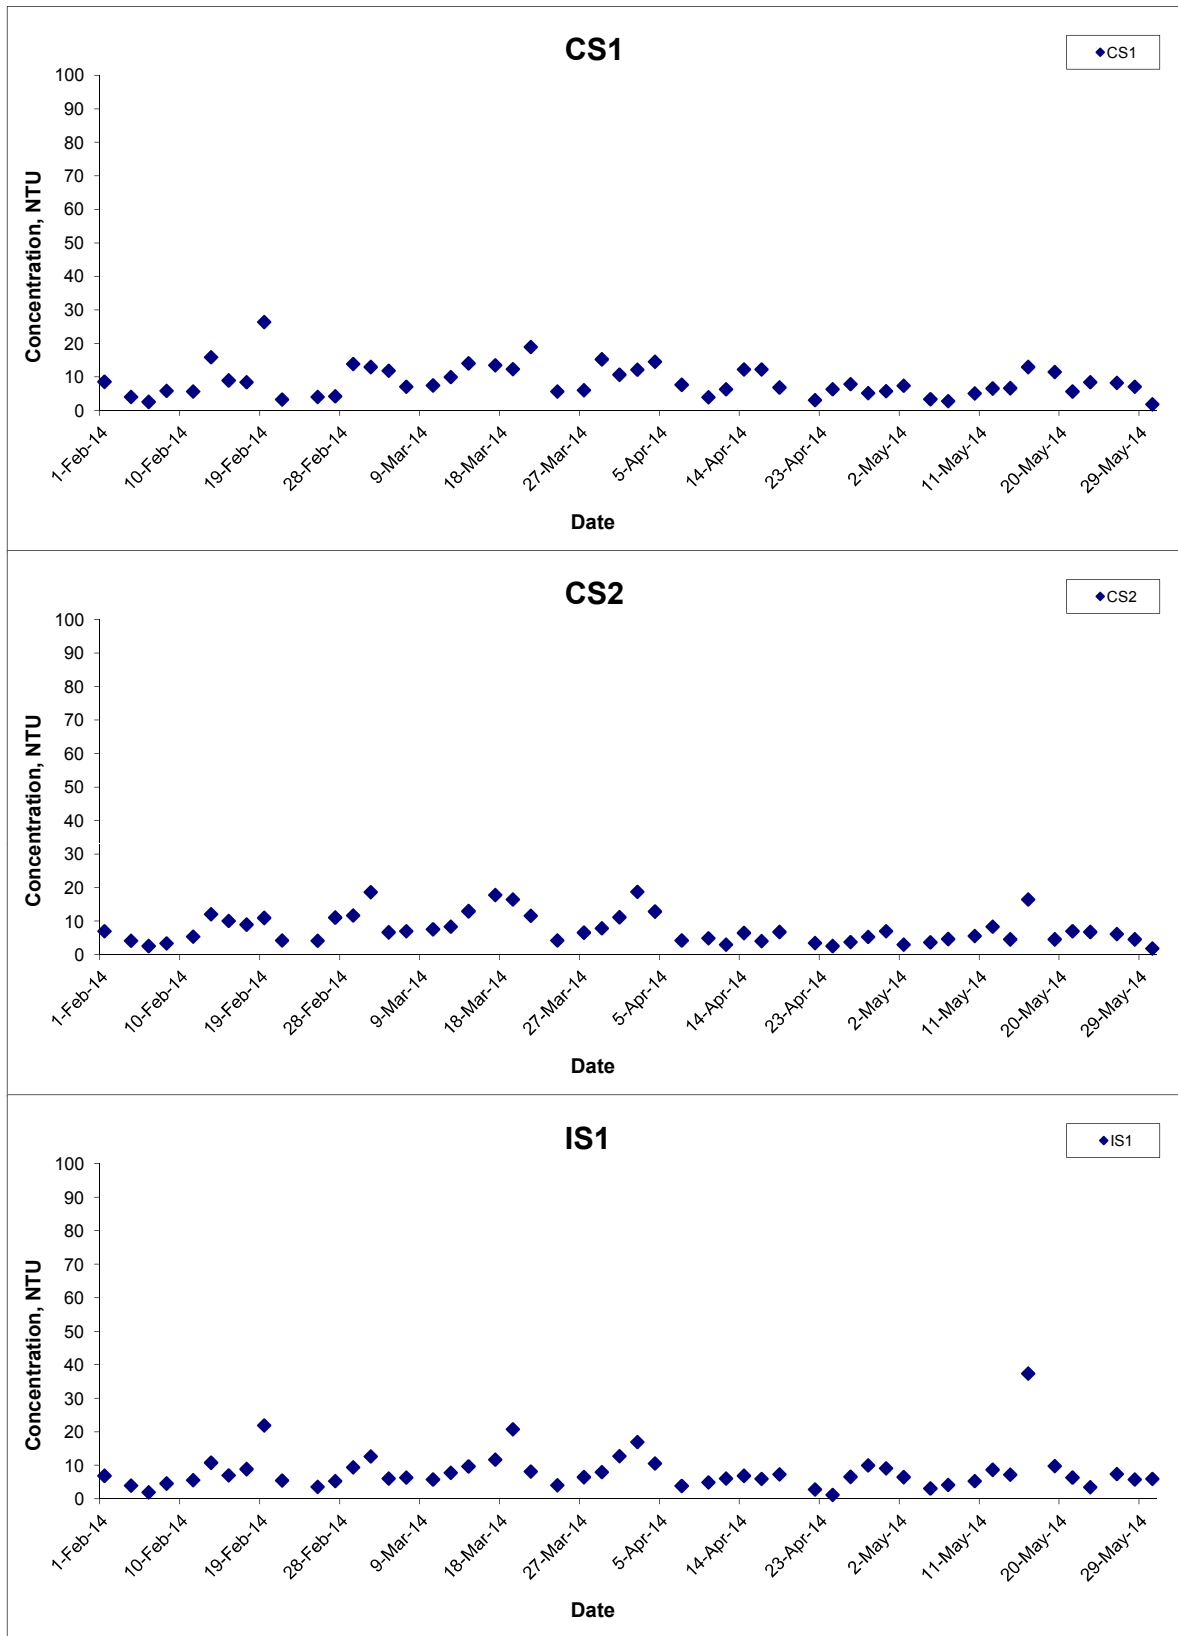 CS1
CS1
100
90
80
70
60
50
40
30
20
10
0
Concentration, NTU
1-Feb-14
10-Feb-14
19-Feb-14
28-Feb-14
9-Mar-14
18-Mar-14
27-Mar-14
5-Apr-14
14-Apr-14
23-Apr-14
2-May-14
11-May-14
20-May-14
29-May-14
Date
CS2
CS2
100
90
80
70
60
50
40
30
20
10
0
Concentration, NTU
1-Feb-14
10-Feb-14
19-Feb-14
28-Feb-14
9-Mar-14
18-Mar-14
27-Mar-14
5-Apr-14
14-Apr-14
23-Apr-14
2-May-14
11-May-14
20-May-14
29-May-14
Date
IS1
IS1
100
90
80
70
60
50
40
30
20
10
0
Concentration, NTU
1-Feb-14
10-Feb-14
19-Feb-14
28-Feb-14
9-Mar-14
18-Mar-14
27-Mar-14
5-Apr-14
14-Apr-14
23-Apr-14
2-May-14
11-May-14
20-May-14
29-May-14
Date